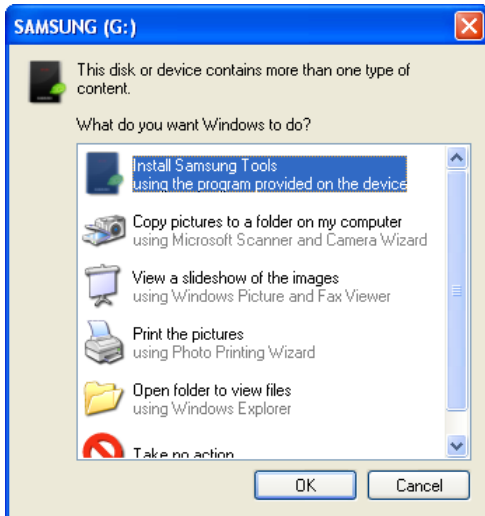 SAMSUNG (G:)
This disk or device contains more than one type of
content.
What do you want Windows to do?
Install Samsung Tools
using the program provided on the device
Copy pictures to a folder on my computer
using Microsoft Scanner and Camera Wizard
View a slideshow of the images
using Windows Picture and Fax Viewer
Print the pictures
using Photo Printing Wizard
Open folder to view files
using Windows Explorer
Take no action
OK
Cancel